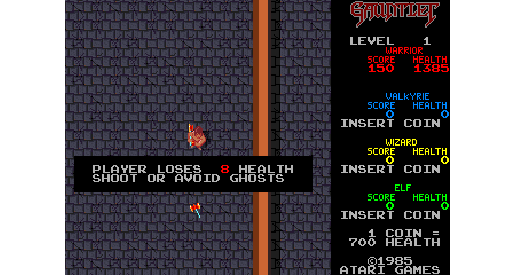 GAUNTLET
LEVEL 1
WARRIOR
SCORE HEALTH
150 1385
VALKYRIE
SCORE HEALTH
0 0
INSERT COIN
WIZARD
SCORE HEALTH
0 0
INSERT COIN
ELF
SCORE HEALTH
0 0
INSERT COIN
1 COIN =
700 HEALTH
©1985
ATARI GAMES
PLAYER LOSES 8 HEALTH
SHOOT OR AVOID GHOSTS